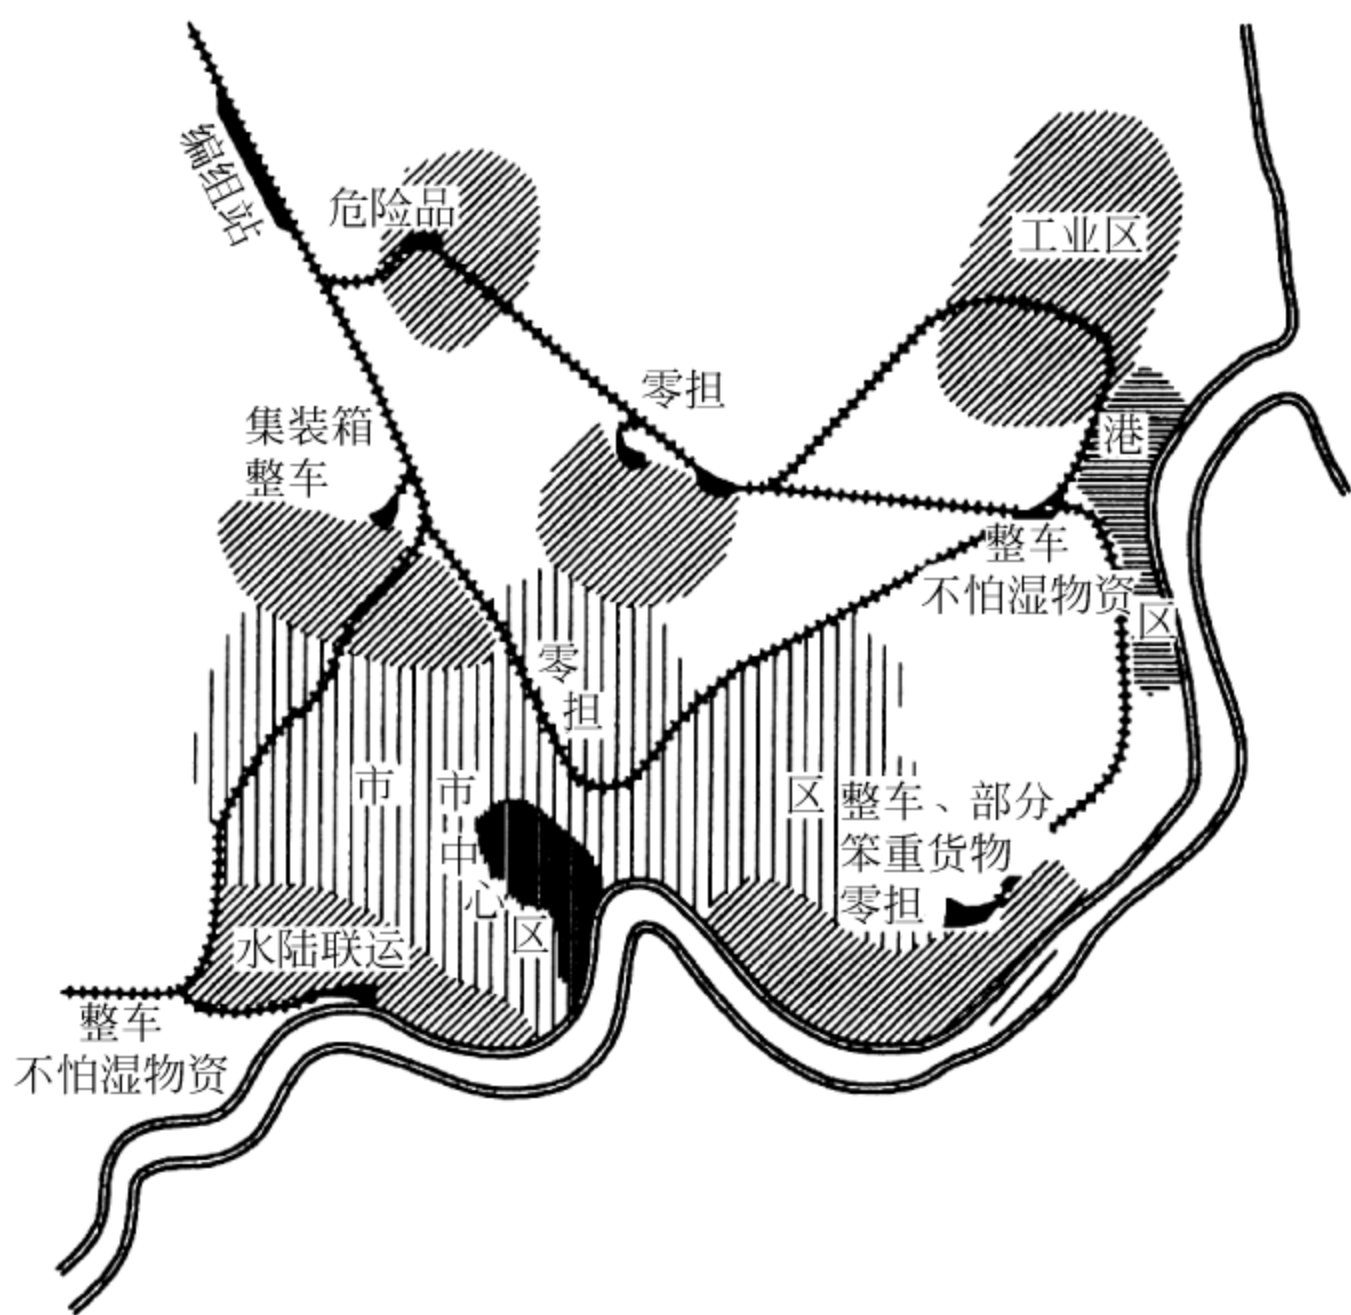 编组站
危险品
工业区
零担
集装箱
整车
港
区
整车
不怕湿物资
零
担
市
区
市
中
心
区
整车、部分
笨重货物
零担
水陆联运
整车
不怕湿物资